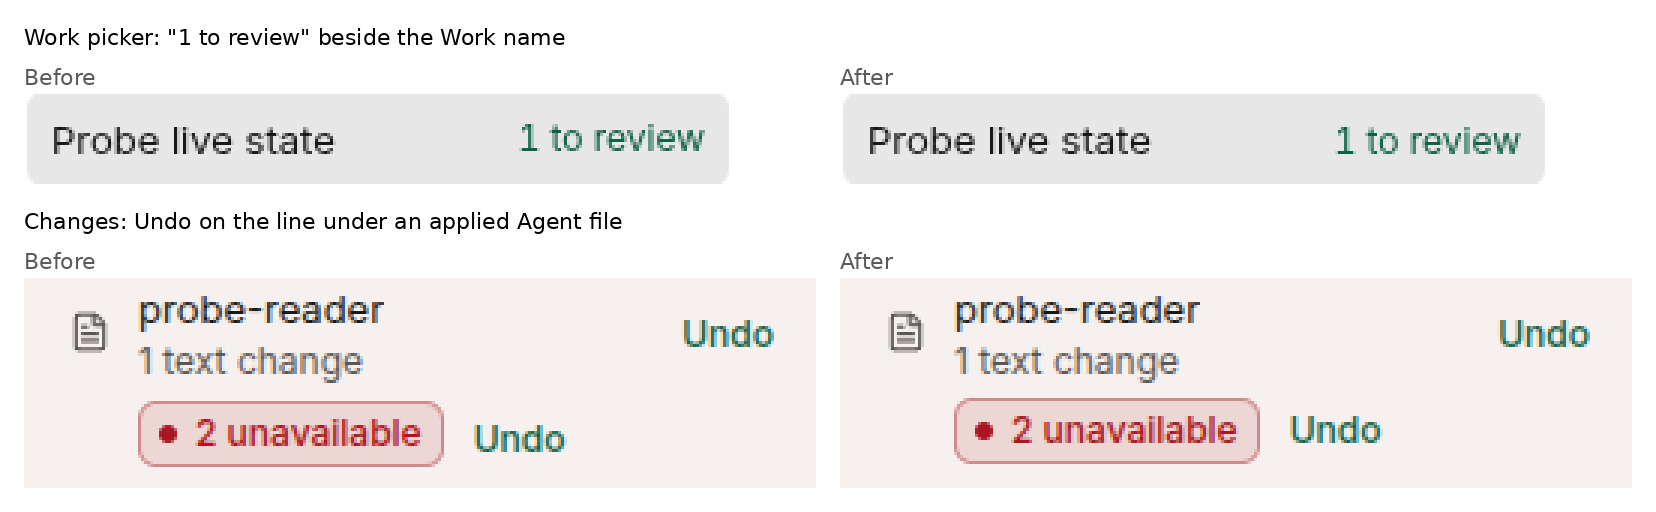 Work picker: "1 to review" beside the Work name
Before
After
Probe live state 1 to review
Probe live state 1 to review
Changes: Undo on the line under an applied Agent file
Before
After
probe-reader
1 text change
Undo
2 unavailable Undo
probe-reader
1 text change
Undo
2 unavailable Undo